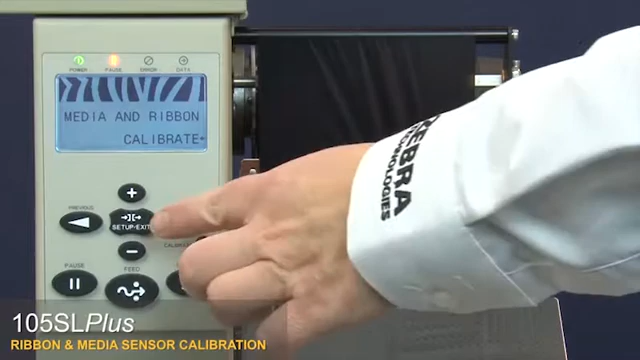 POWER PAUSE ERROR DATA
MEDIA AND RIBBON
CALIBRATE
PREVIOUS
SETUP·EXIT
PAUSE
FEED
ZEBRA
TECHNOLOGIES
105SLPlus
RIBBON & MEDIA SENSOR CALIBRATION